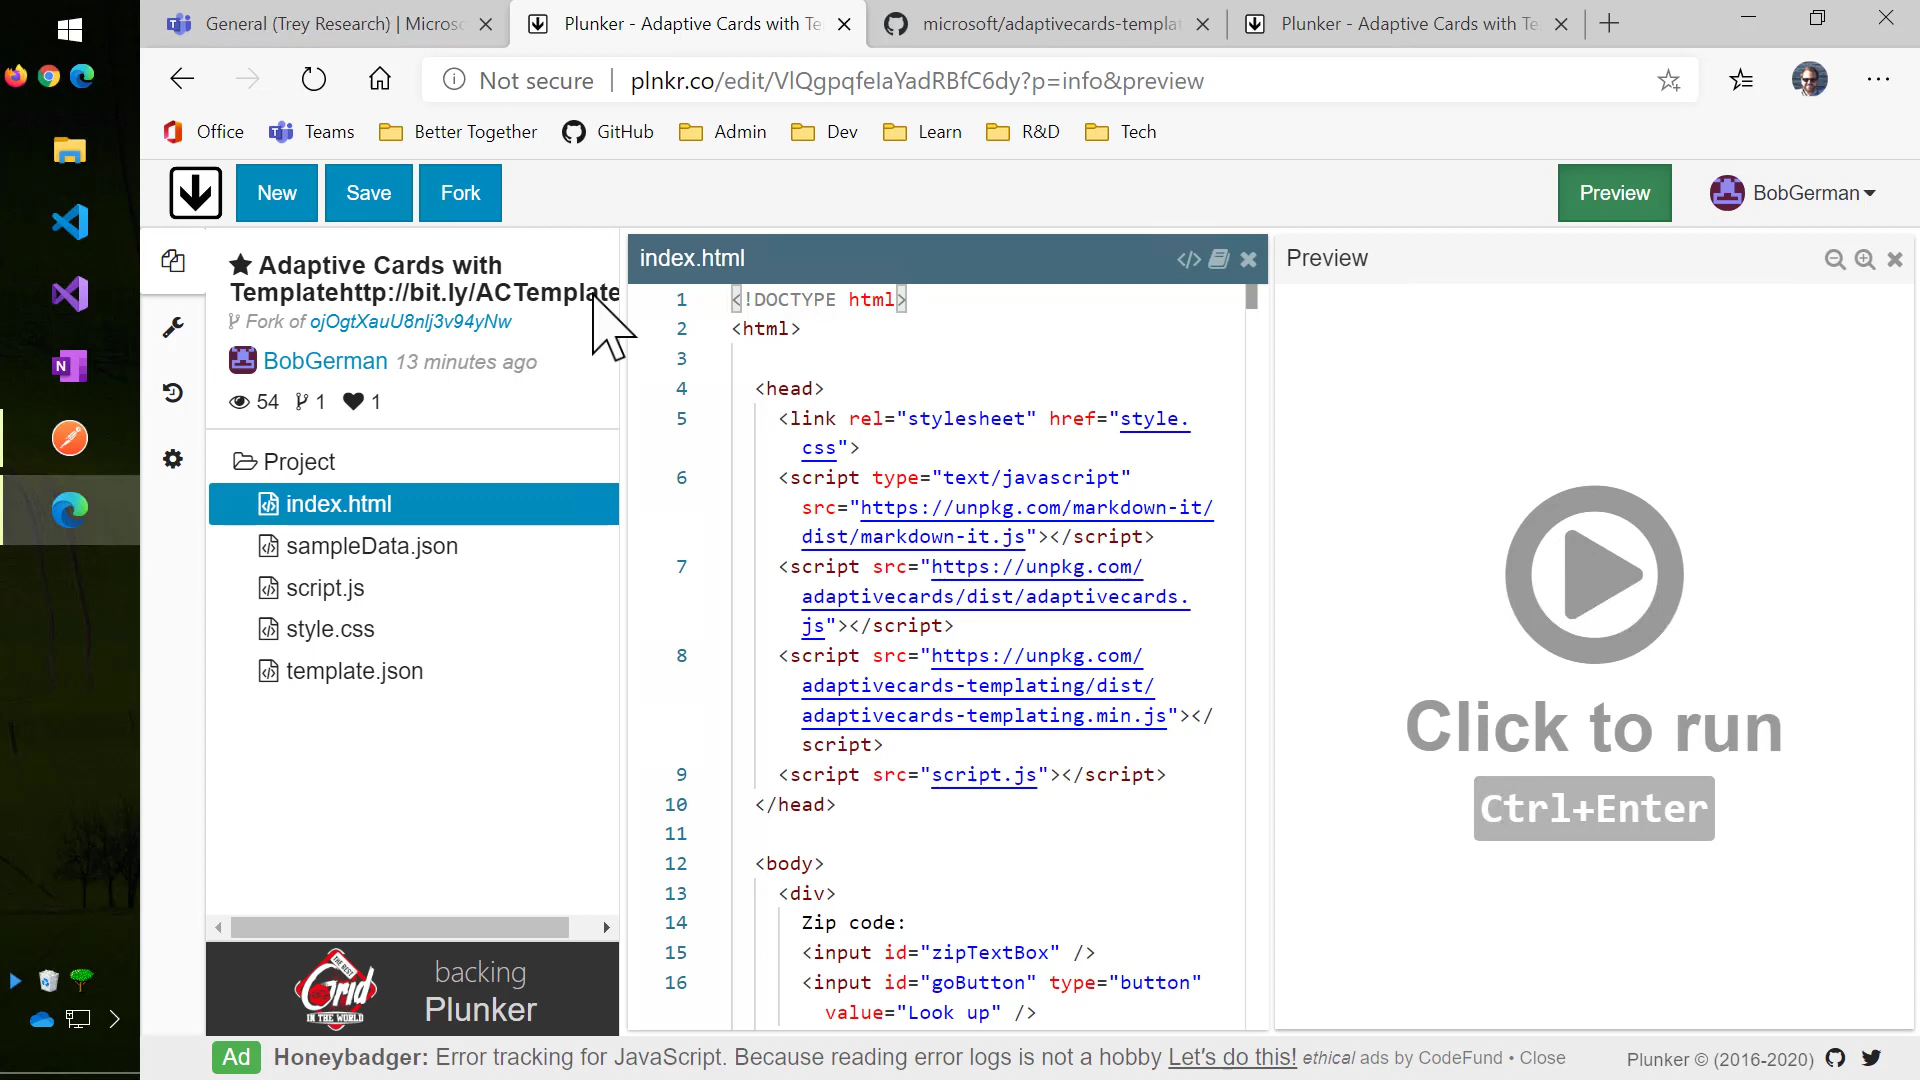 General (Trey Research) | Micros
Plunker - Adaptive Cards with Te
microsoft/adaptivecards-templat
Plunker - Adaptive Cards with Te
Not secure | plnkr.co/edit/VlQgpqfeIaYadRBfC6dy?p=info&preview
Office Teams Better Together GitHub Admin Dev Learn R&D Tech
New Save Fork Preview BobGerman
Adaptive Cards with
Templatehttp://bit.ly/ACTemplate
Fork of ojOgtXauU8nlj3v94yNw
BobGerman 13 minutes ago
54 1 1
Project
index.html
sampleData.json
script.js
style.css
template.json
THE BEST
Grid
IN THE WORLD
backing
Plunker
index.html
1 <!DOCTYPE html>
2 <html>
3
4 <head>
5 <link rel="stylesheet" href="style.
css">
6 <script type="text/javascript"
src="https://unpkg.com/markdown-it/
dist/markdown-it.js"></script>
7 <script src="https://unpkg.com/
adaptivecards/dist/adaptivecards.
js"></script>
8 <script src="https://unpkg.com/
adaptivecards-templating/dist/
adaptivecards-templating.min.js"></
script>
9 <script src="script.js"></script>
10 </head>
11
12 <body>
13 <div>
14 Zip code:
15 <input id="zipTextBox" />
16 <input id="goButton" type="button"
value="Look up" />
Preview
Click to run
Ctrl+Enter
Ad Honeybadger: Error tracking for JavaScript. Because reading error logs is not a hobby Let's do this! ethical ads by CodeFund • Close
Plunker © (2016-2020)